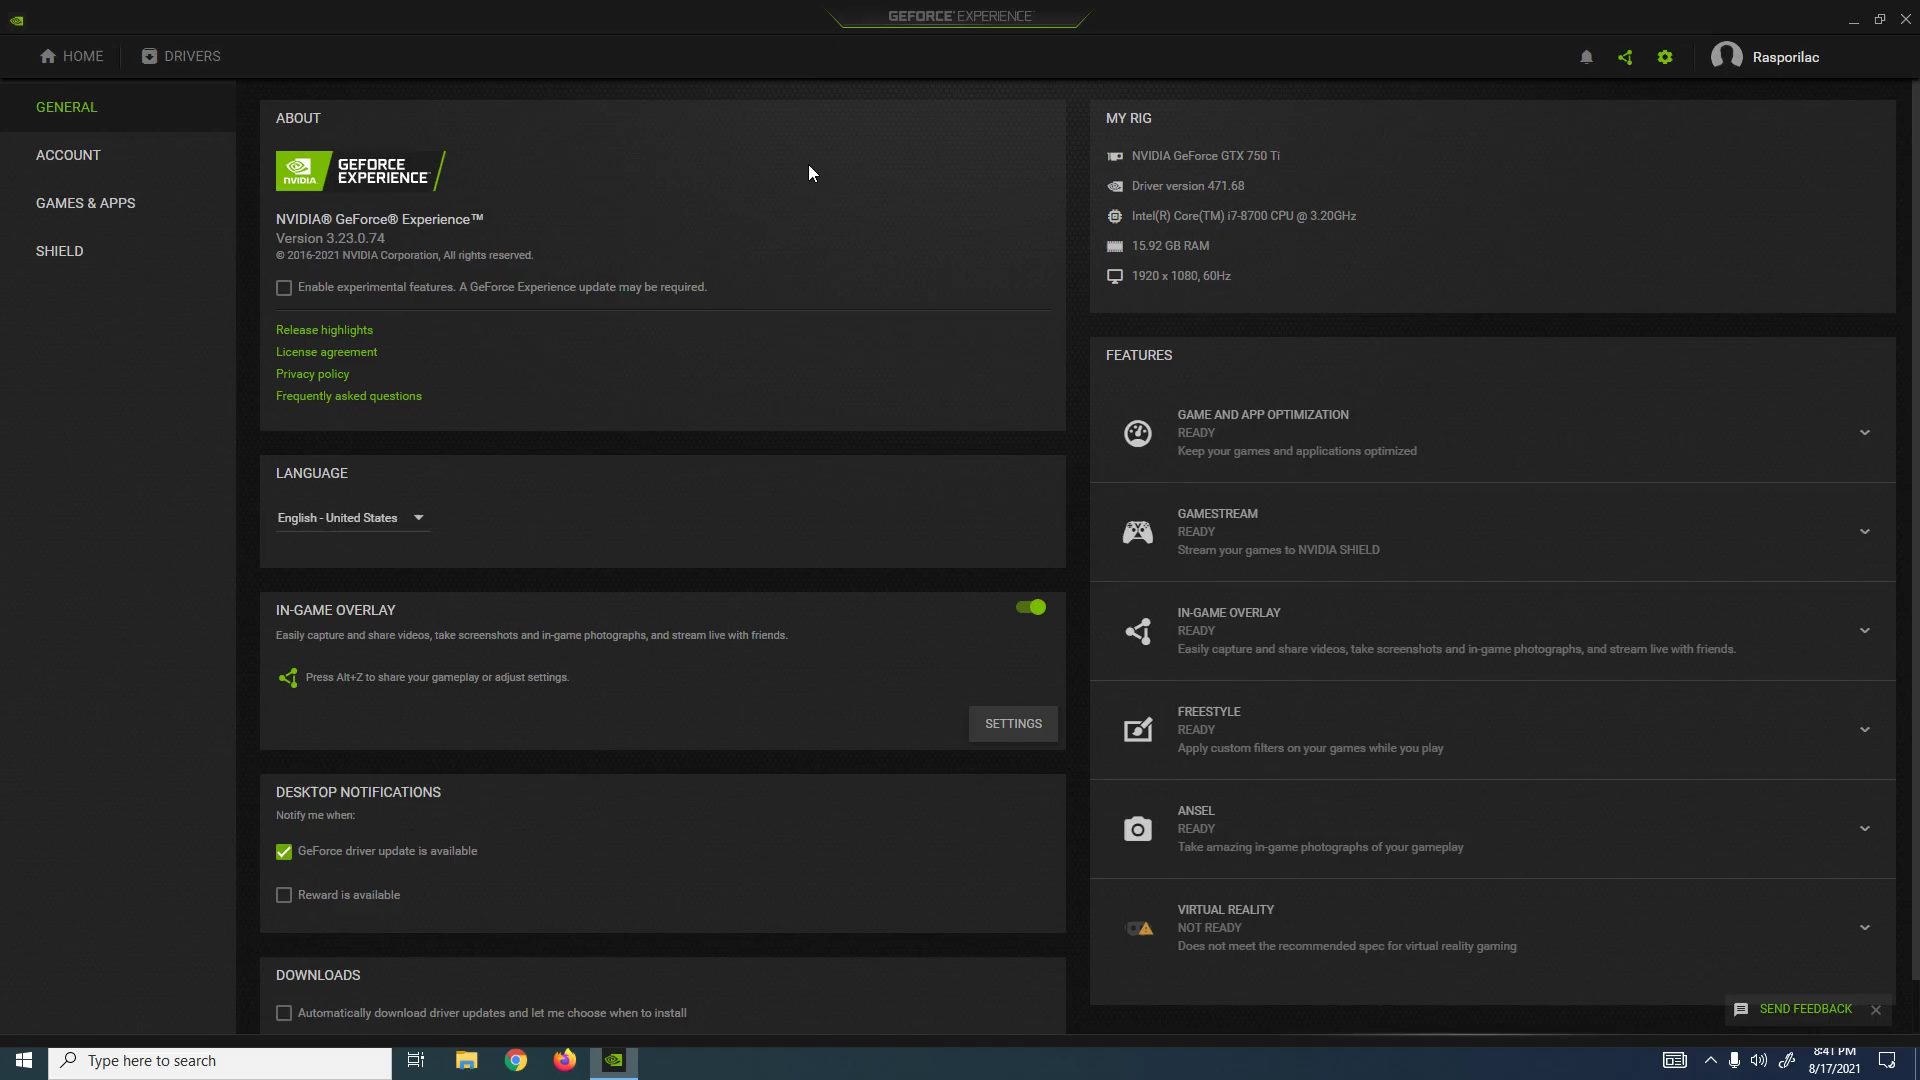 GEFORCE® EXPERIENCE™
HOME
DRIVERS
Rasporilac
GENERAL
ACCOUNT
GAMES & APPS
SHIELD
ABOUT
NVIDIA
GEFORCE
EXPERIENCE
NVIDIA® GeForce® Experience™
Version 3.23.0.74
© 2016-2021 NVIDIA Corporation, All rights reserved.
Enable experimental features. A GeForce Experience update may be required.
Release highlights
License agreement
Privacy policy
Frequently asked questions
LANGUAGE
English - United States
IN-GAME OVERLAY
Easily capture and share videos, take screenshots and in-game photographs, and stream live with friends.
Press Alt+Z to share your gameplay or adjust settings.
SETTINGS
DESKTOP NOTIFICATIONS
Notify me when:
GeForce driver update is available
Reward is available
DOWNLOADS
Automatically download driver updates and let me choose when to install
MY RIG
NVIDIA GeForce GTX 750 Ti
Driver version 471.68
Intel(R) Core(TM) i7-8700 CPU @ 3.20GHz
15.92 GB RAM
1920 x 1080, 60Hz
FEATURES
GAME AND APP OPTIMIZATION
READY
Keep your games and applications optimized
GAMESTREAM
READY
Stream your games to NVIDIA SHIELD
IN-GAME OVERLAY
READY
Easily capture and share videos, take screenshots and in-game photographs, and stream live with friends.
FREESTYLE
READY
Apply custom filters on your games while you play
ANSEL
READY
Take amazing in-game photographs of your gameplay
VIRTUAL REALITY
NOT READY
Does not meet the recommended spec for virtual reality gaming
SEND FEEDBACK
Type here to search
8:41 PM
8/17/2021